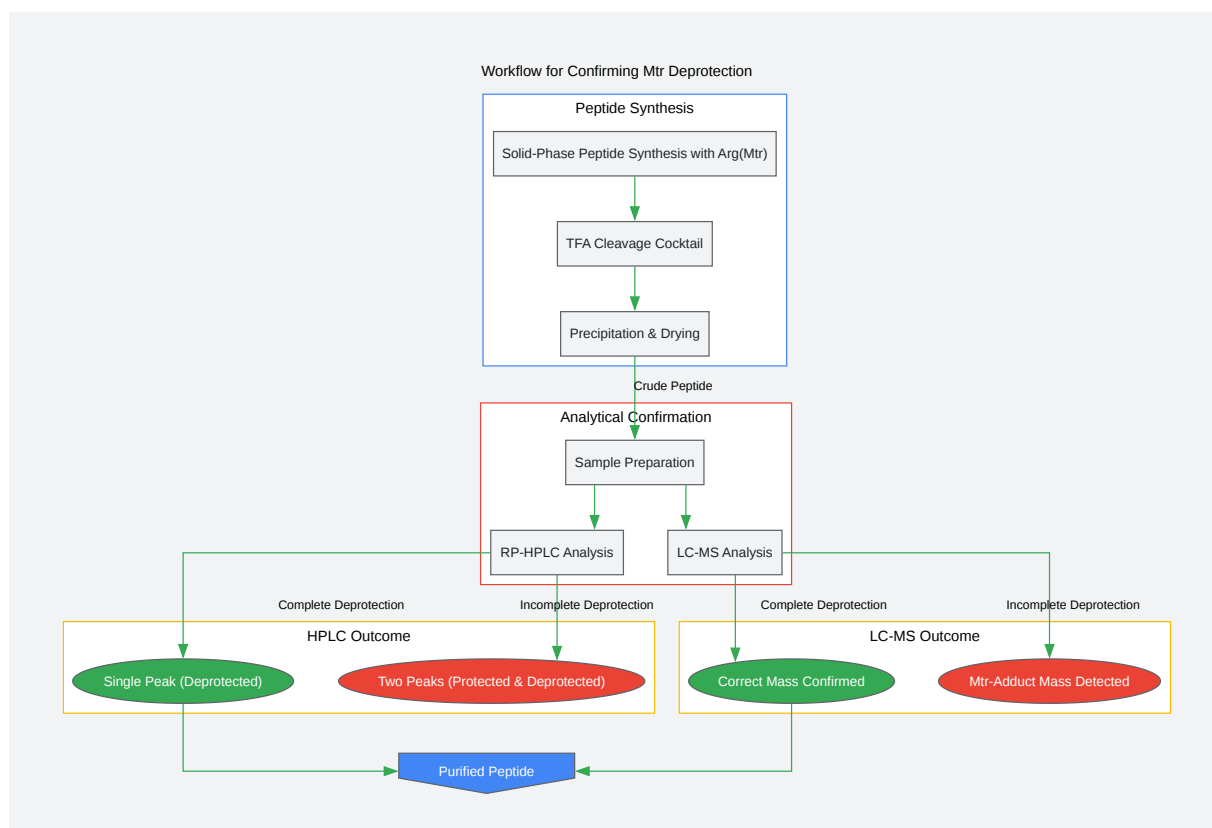 Workflow for Confirming Mtr Deprotection
Peptide Synthesis
Solid-Phase Peptide Synthesis with Arg(Mtr)
TFA Cleavage Cocktail
Precipitation & Drying
Crude Peptide
Analytical Confirmation
Sample Preparation
RP-HPLC Analysis
LC-MS Analysis
Complete Deprotection
Incomplete Deprotection
Complete Deprotection
Incomplete Deprotection
HPLC Outcome
LC-MS Outcome
Single Peak (Deprotected)
Two Peaks (Protected & Deprotected)
Correct Mass Confirmed
Mtr-Adduct Mass Detected
Purified Peptide